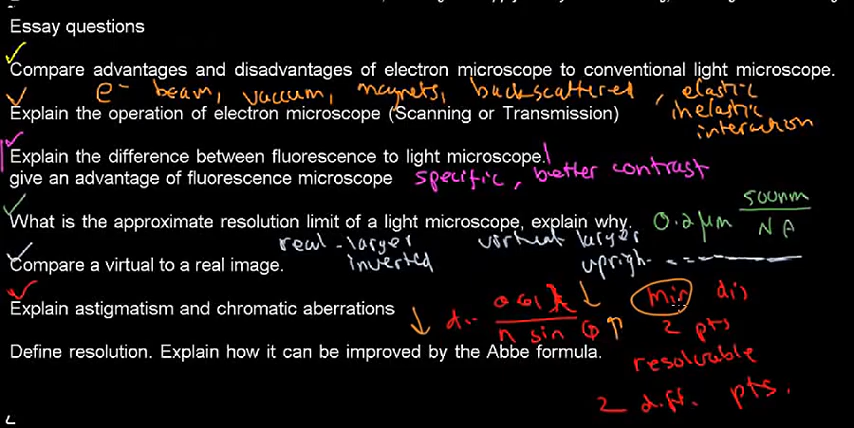 Essay questions
Compare advantages and disadvantages of electron microscope to conventional light microscope.
e⁻ beam, vacuum, magnets, backscattered, elastic
inelastic
interaction
Explain the operation of electron microscope (Scanning or Transmission)
Explain the difference between fluorescence to light microscope.
give an advantage of fluorescence microscope
specific, better contrast
What is the approximate resolution limit of a light microscope, explain why.
0.2 μm
500nm
NA
real - larger
inverted
virtual larger
upright
Compare a virtual to a real image.
Explain astigmatism and chromatic aberrations
d =
n sin
min dis
2 pts
resolvable
2 diff. pts.
Define resolution. Explain how it can be improved by the Abbe formula.